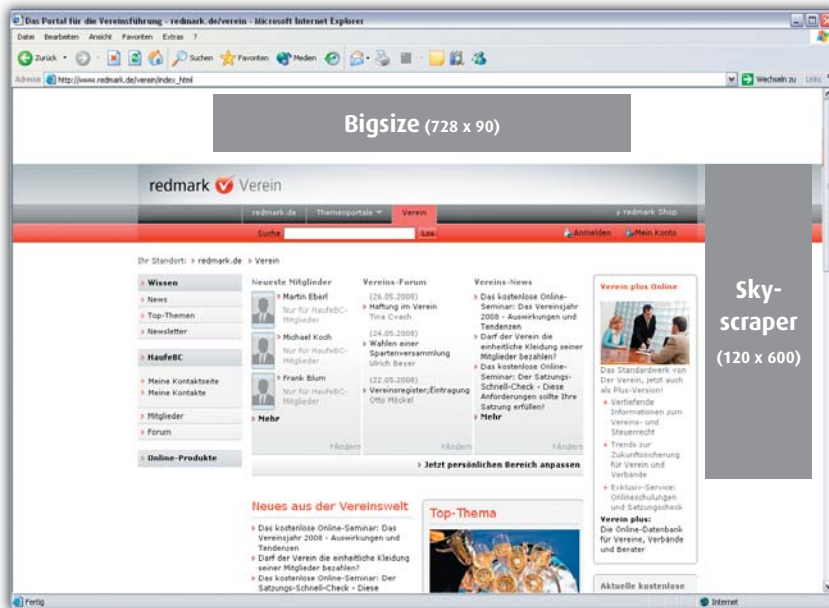 Das Portal für die Vereinsführung - redmark.de/verein - Microsoft Internet Explorer
Datei Bearbeiten Ansicht Favoriten Extras ?
Zurück Suchen Favoriten Medien
Adresse http://www.redmark.de/verein/index_html Wechseln zu Links
Bigsize (728 x 90)
redmark Verein
redmark.de Themenportale Verein redmark Shop
Suche Los Anmelden Mein Konto
Ihr Standort: » redmark.de » Verein
Wissen
News
Top-Themen
Newsletter
HaufeBC
Meine Kontaktseite
Meine Kontakte
Mitglieder
Forum
Online-Produkte
Neueste Mitglieder
Martin Eberl
Nur für HaufeBC-
Mitglieder
Michael Koch
Nur für HaufeBC-
Mitglieder
Frank Blum
Nur für HaufeBC-
Mitglieder
Mehr
Ändern
Vereins-Forum
(26.05.2008)
Haftung im Verein
Tina Cvach
(24.05.2008)
Wahlen einer
Spartenversammlung
Ulrich Beyer
(22.05.2008)
Vereinsregister;Eintragung
Otto Möckel
Ändern
Vereins-News
Das kostenlose Online-
Seminar: Das Vereinsjahr
2008 - Auswirkungen und
Tendenzen
Darf der Verein die
einheitliche Kleidung seiner
Mitglieder bezahlen?
Das kostenlose Online-
Seminar: Der Satzungs-
Schnell-Check - Diese
Anforderungen sollte Ihre
Satzung erfüllen!
Mehr
Ändern
Jetzt persönlichen Bereich anpassen
Verein plus Online
Das Standardwerk von
Der Verein, jetzt auch
als Plus-Version!
+ Vertiefende
Informationen zum
Vereins- und
Steuerrecht
+ Trends zur
Zukunftssicherung
für Verein und
Verbände
+ Exklusiv-Service:
Onlineschulungen
und Satzungscheck
Verein plus:
Die Online-Datenbank
für Vereine, Verbände
und Berater
Aktuelle kostenlose
Sky-
scraper
(120 x 600)
Neues aus der Vereinswelt
Das kostenlose Online-Seminar: Das
Vereinsjahr 2008 - Auswirkungen und
Tendenzen
Darf der Verein die einheitliche Kleidung
seiner Mitglieder bezahlen?
Das kostenlose Online-Seminar: Der
Satzungs-Schnell-Check - Diese
Top-Thema
Fertig Internet